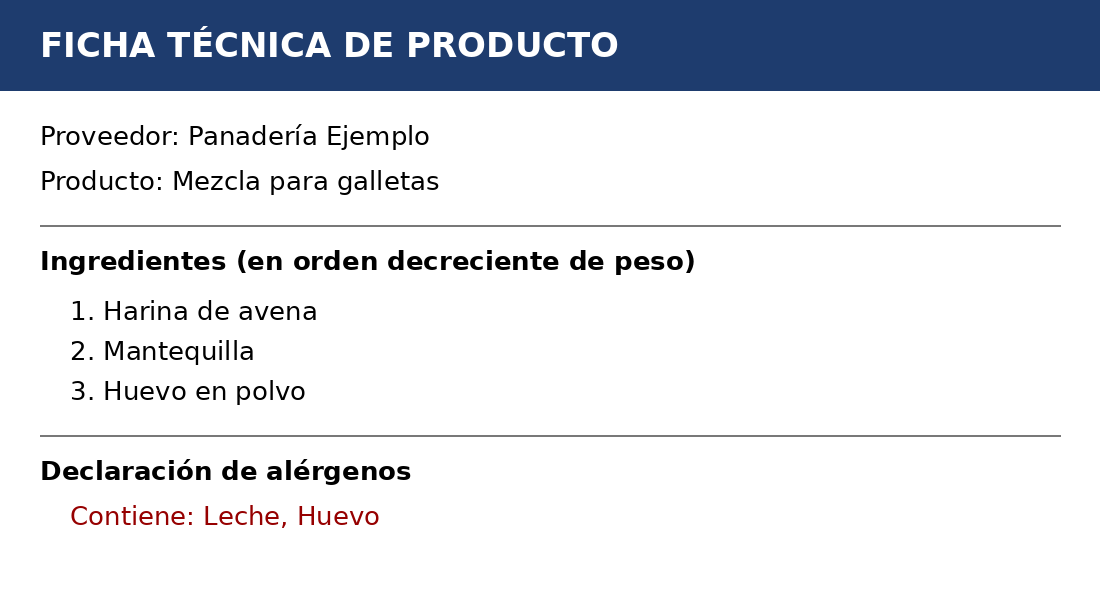 FICHA TÉCNICA DE PRODUCTO
Proveedor: Panadería Ejemplo
Producto: Mezcla para galletas
Ingredientes (en orden decreciente de peso)
1. Harina de avena
2. Mantequilla
3. Huevo en polvo
Declaración de alérgenos
Contiene: Leche, Huevo